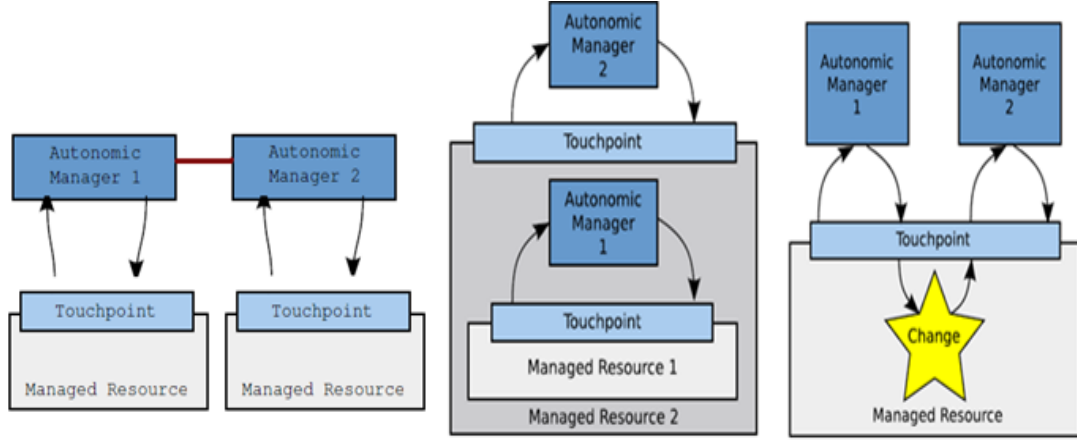 Autonomic
Manager 1
Autonomic
Manager 2
Touchpoint
Touchpoint
Managed Resource
Managed Resource
Autonomic
Manager
2
Touchpoint
Autonomic
Manager
1
Touchpoint
Managed Resource 1
Managed Resource 2
Autonomic
Manager
1
Autonomic
Manager
2
Touchpoint
Change
Managed Resource